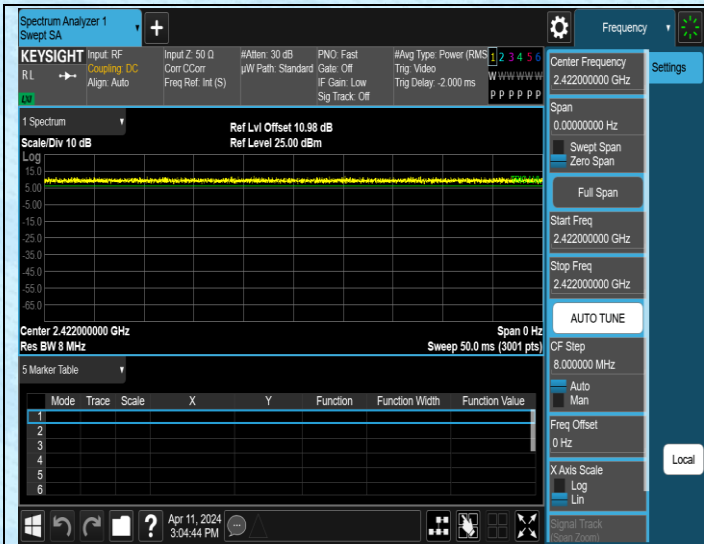 Spectrum Analyzer 1
Swept SA
Frequency
KEYSIGHT Input: RF Input Z: 50 Ω #Atten: 30 dB PNO: Fast #Avg Type: Power (RMS 1 2 3 4 5 6
RL Coupling: DC Corr CCorr µW Path: Standard Gate: Off Trig: Video W W W W W W
Align: Auto Freq Ref: Int (S) IF Gain: Low Trig Delay: -2.000 ms
Sig Track: Off P P P P P P
Center Frequency
2.422000000 GHz
Settings
Span
0.00000000 Hz
Swept Span
Zero Span
Full Span
Start Freq
2.422000000 GHz
Stop Freq
2.422000000 GHz
AUTO TUNE
CF Step
8.000000 MHz
Auto
Man
Freq Offset
0 Hz
X Axis Scale
Log
Lin
Signal Track
(Span Zoom)
Local
1 Spectrum
Ref Lvl Offset 10.98 dB
Scale/Div 10 dB Ref Level 25.00 dBm
Log
15.0
5.00
-5.00
-15.0
-25.0
-35.0
-45.0
-55.0
-65.0
Center 2.422000000 GHz Span 0 Hz
Res BW 8 MHz Sweep 50.0 ms (3001 pts)
5 Marker Table
Mode Trace Scale X Y Function Function Width Function Value
1
2
3
4
5
6
Apr 11, 2024
3:04:44 PM